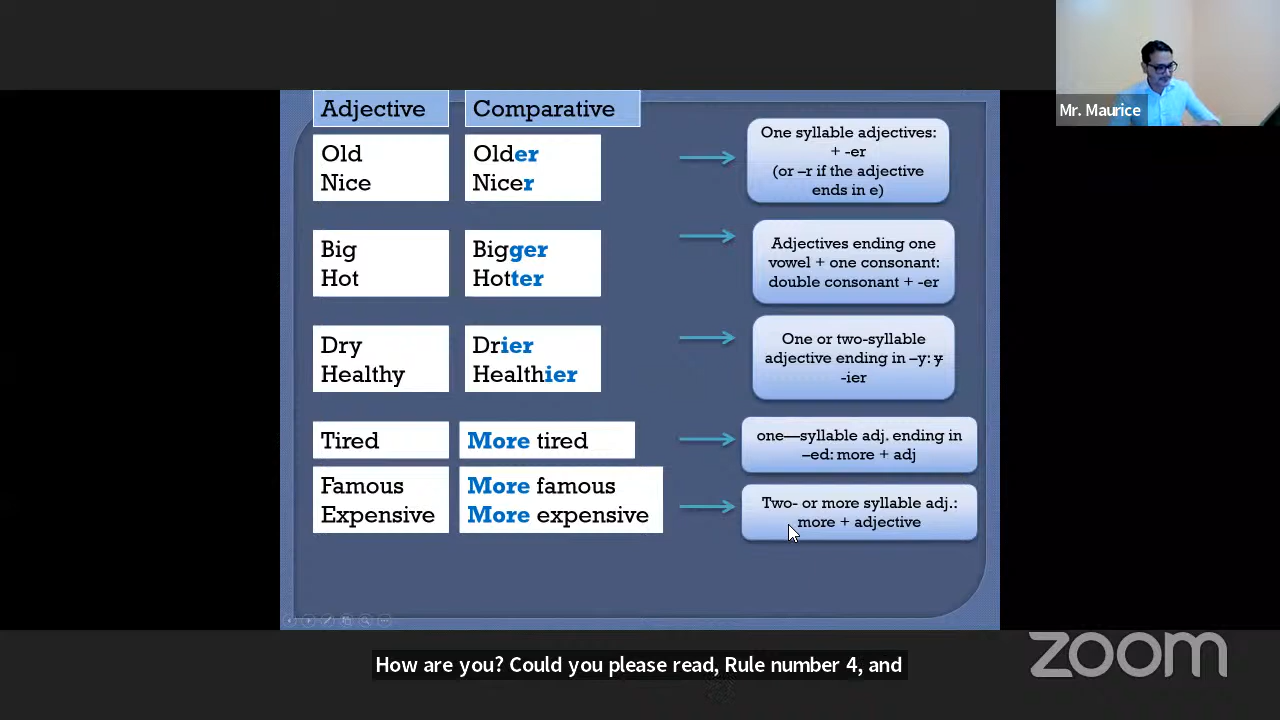 Mr. Maurice
Adjective
Comparative
Old
Nice
Older
Nicer
One syllable adjectives:
+ -er
(or –r if the adjective
ends in e)
Big
Hot
Bigger
Hotter
Adjectives ending one
vowel + one consonant:
double consonant + -er
Dry
Healthy
Drier
Healthier
One or two-syllable
adjective ending in –y: y
-ier
Tired
More tired
one—syllable adj. ending in
–ed: more + adj
Famous
Expensive
More famous
More expensive
Two- or more syllable adj.:
more + adjective
How are you? Could you please read, Rule number 4, and
zoom